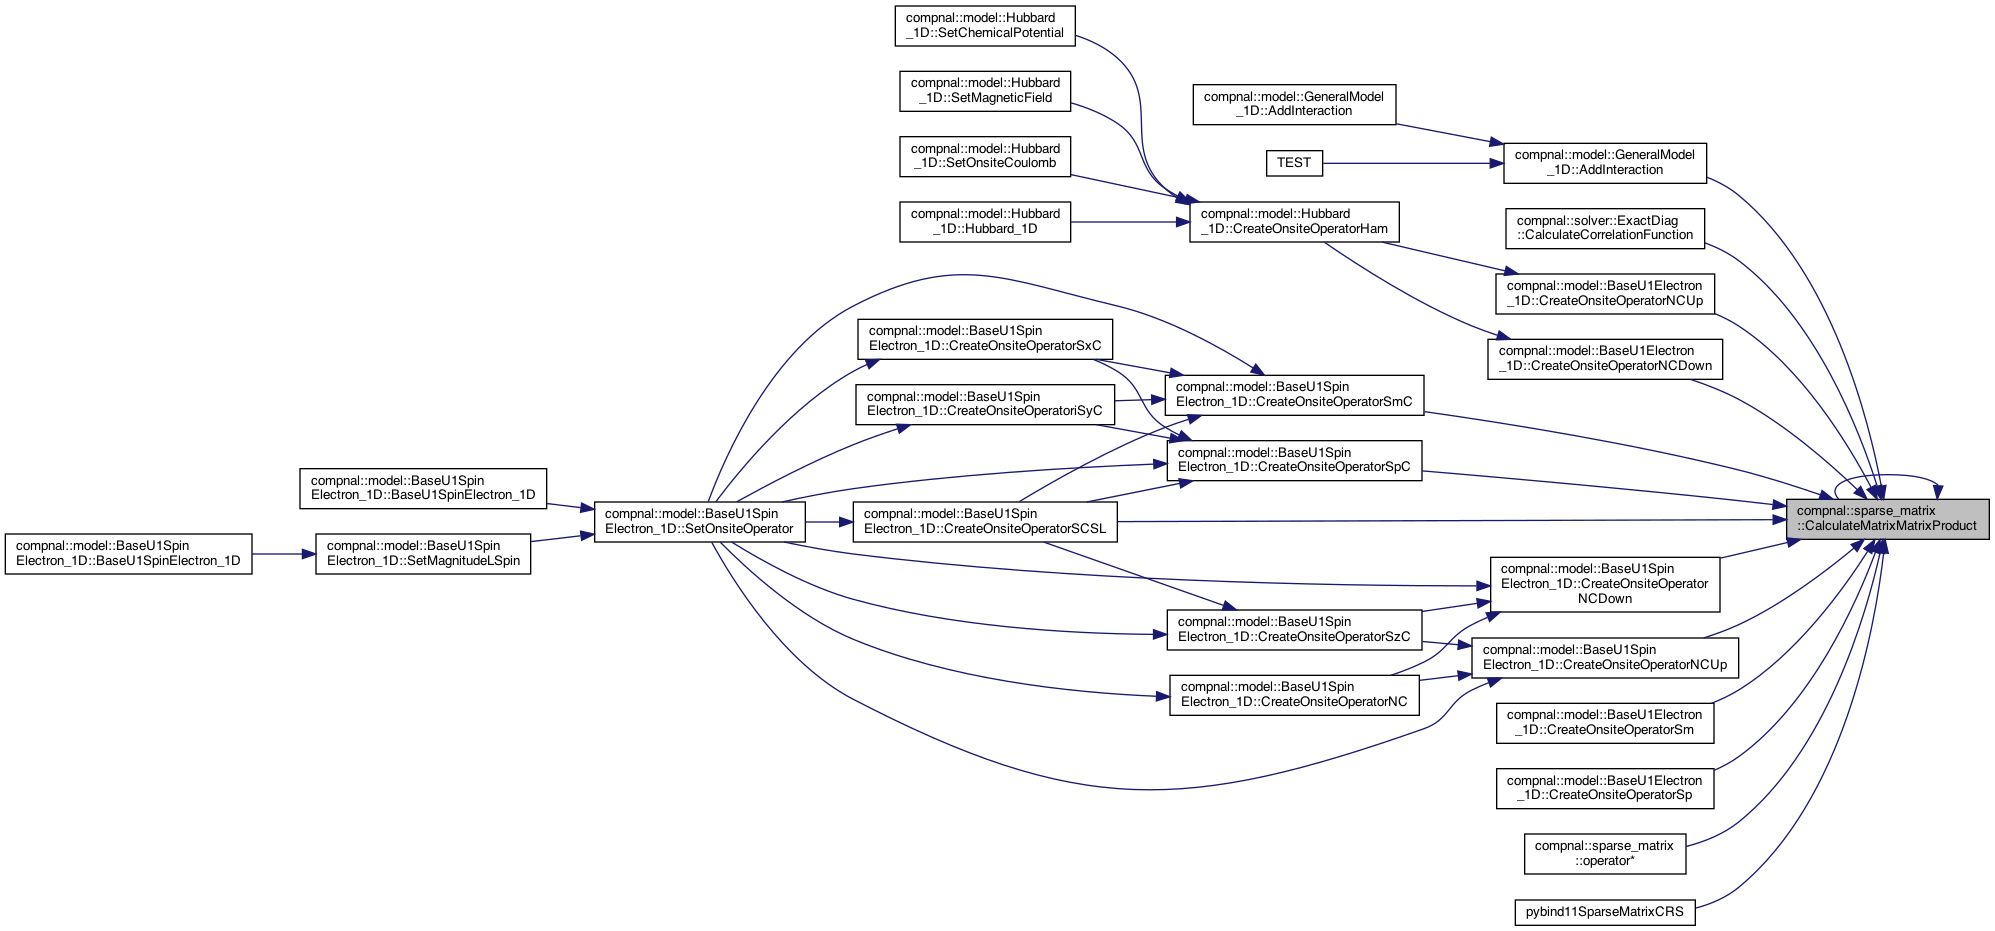 compnal::model::Hubbard
_1D::SetChemicalPotential
compnal::model::Hubbard
_1D::SetMagneticField
compnal::model::Hubbard
_1D::SetOnsiteCoulomb
compnal::model::Hubbard
_1D::Hubbard_1D
compnal::model::GeneralModel
_1D::AddInteraction
TEST
compnal::model::GeneralModel
_1D::AddInteraction
compnal::model::Hubbard
_1D::CreateOnsiteOperatorHam
compnal::solver::ExactDiag
::CalculateCorrelationFunction
compnal::model::BaseU1Electron
_1D::CreateOnsiteOperatorNCUp
compnal::model::BaseU1Electron
_1D::CreateOnsiteOperatorNCDown
compnal::model::BaseU1Spin
Electron_1D::CreateOnsiteOperatorSxC
compnal::model::BaseU1Spin
Electron_1D::CreateOnsiteOperatoriSyC
compnal::model::BaseU1Spin
Electron_1D::CreateOnsiteOperatorSmC
compnal::model::BaseU1Spin
Electron_1D::CreateOnsiteOperatorSpC
compnal::model::BaseU1Spin
Electron_1D::BaseU1SpinElectron_1D
compnal::model::BaseU1Spin
Electron_1D::BaseU1SpinElectron_1D
compnal::model::BaseU1Spin
Electron_1D::SetMagnitudeLSpin
compnal::model::BaseU1Spin
Electron_1D::SetOnsiteOperator
compnal::model::BaseU1Spin
Electron_1D::CreateOnsiteOperatorSCSL
compnal::sparse_matrix
::CalculateMatrixMatrixProduct
compnal::model::BaseU1Spin
Electron_1D::CreateOnsiteOperator
NCDown
compnal::model::BaseU1Spin
Electron_1D::CreateOnsiteOperatorSzC
compnal::model::BaseU1Spin
Electron_1D::CreateOnsiteOperatorNCUp
compnal::model::BaseU1Spin
Electron_1D::CreateOnsiteOperatorNC
compnal::model::BaseU1Electron
_1D::CreateOnsiteOperatorSm
compnal::model::BaseU1Electron
_1D::CreateOnsiteOperatorSp
compnal::sparse_matrix
::operator*
pybind11SparseMatrixCRS